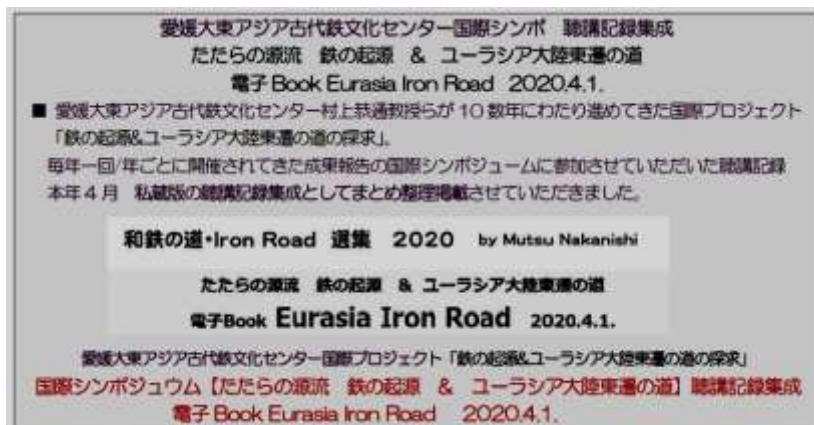 愛媛大東アジア古代鉄文化センター国際シンポ 聴講記録集成
たたらの源流 鉄の起源 & ユーラシア大陸東遷の道
電子 Book Eurasia Iron Road 2020.4.1.
■ 愛媛大東アジア古代鉄文化センター村上恭通教授らが10数年にわたり進めてきた国際プロジェクト
「鉄の起源&ユーラシア大陸東遷の道の探求」。
毎年一回/年ごとに開催されてきた成果報告の国際シンポジュームに参加させていただいた聴講記録
本年4月 私蔵版の聴講記録集成としてまとめ整理掲載させていただきました。
和鉄の道・Iron Road 選集 2020 by Mutsu Nakanishi
たたらの源流 鉄の起源 & ユーラシア大陸東遷の道
電子Book Eurasia Iron Road 2020.4.1.
愛媛大東アジア古代鉄文化センター国際プロジェクト「鉄の起源&ユーラシア大陸東遷の道の探求」
国際シンポジュウム【たたらの源流 鉄の起源 & ユーラシア大陸東遷の道】聴講記録集成
電子 Book Eurasia Iron Road 2020.4.1.